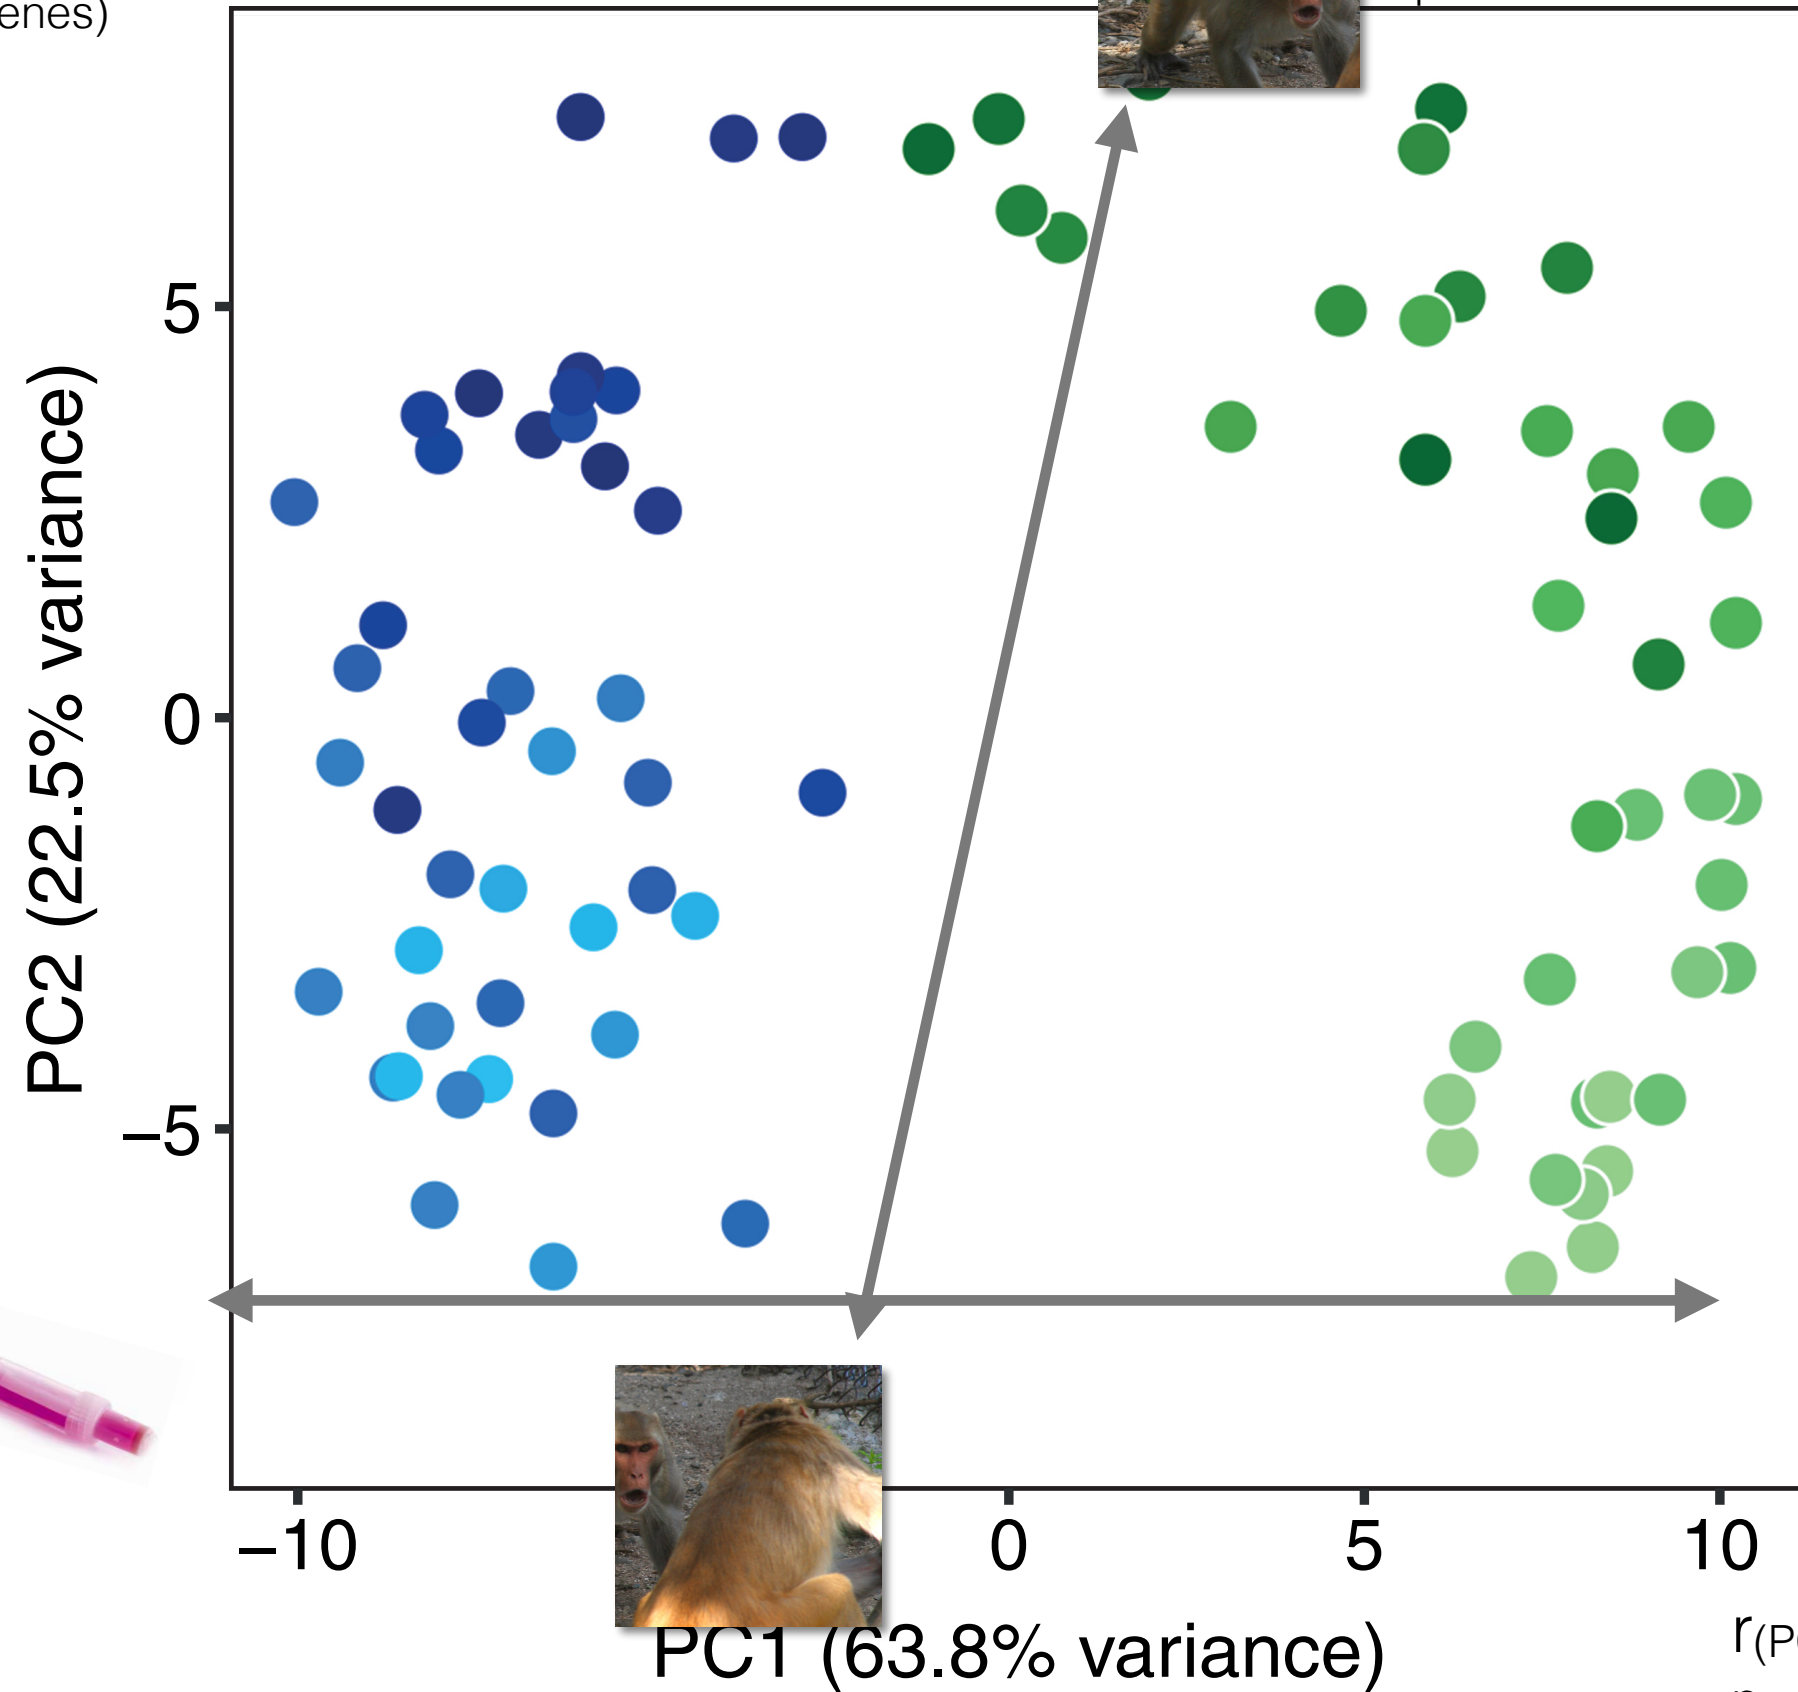 enes)
5
0
−5
PC2 (22.5% variance)
−10
0
5
10
PC1 (63.8% variance)
r(P